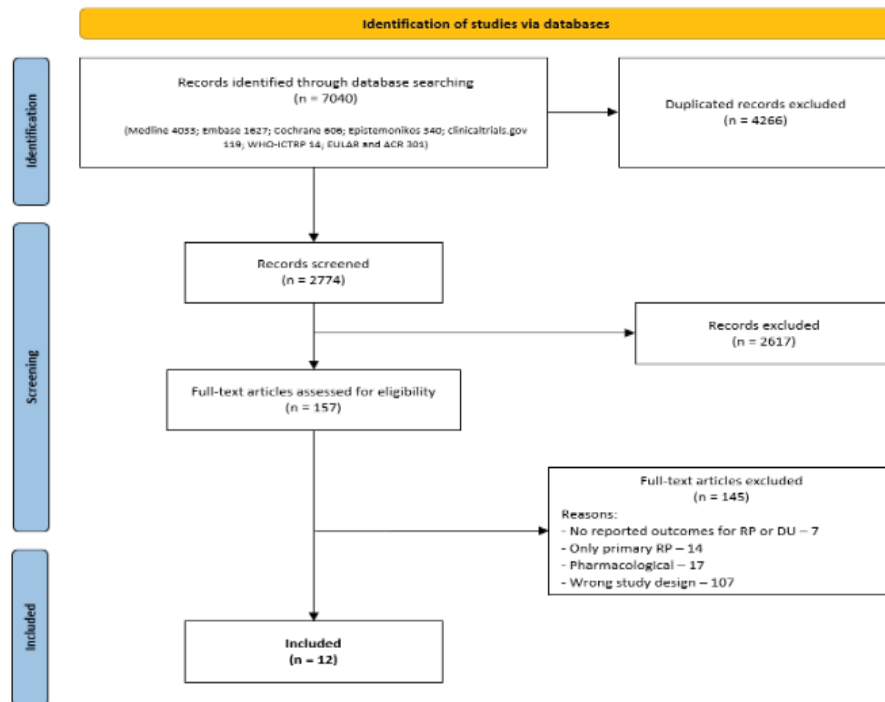 Identification of studies via databases
Identification
Records identified through database searching
(n = 7040)
(Medline 4033; Embase 1627; Cochrane 606; Epistemonikos 340; clinicaltrials.gov
119; WHO-ICTRP 14; EULAR and ACR 301)
Duplicated records excluded
(n = 4266)
Screening
Records screened
(n = 2774)
Records excluded
(n = 2617)
Full-text articles assessed for eligibility
(n = 157)
Full-text articles excluded
(n = 145)
Reasons:
- No reported outcomes for RP or DU – 7
- Only primary RP – 14
- Pharmacological – 17
- Wrong study design – 107
Included
Included
(n = 12)